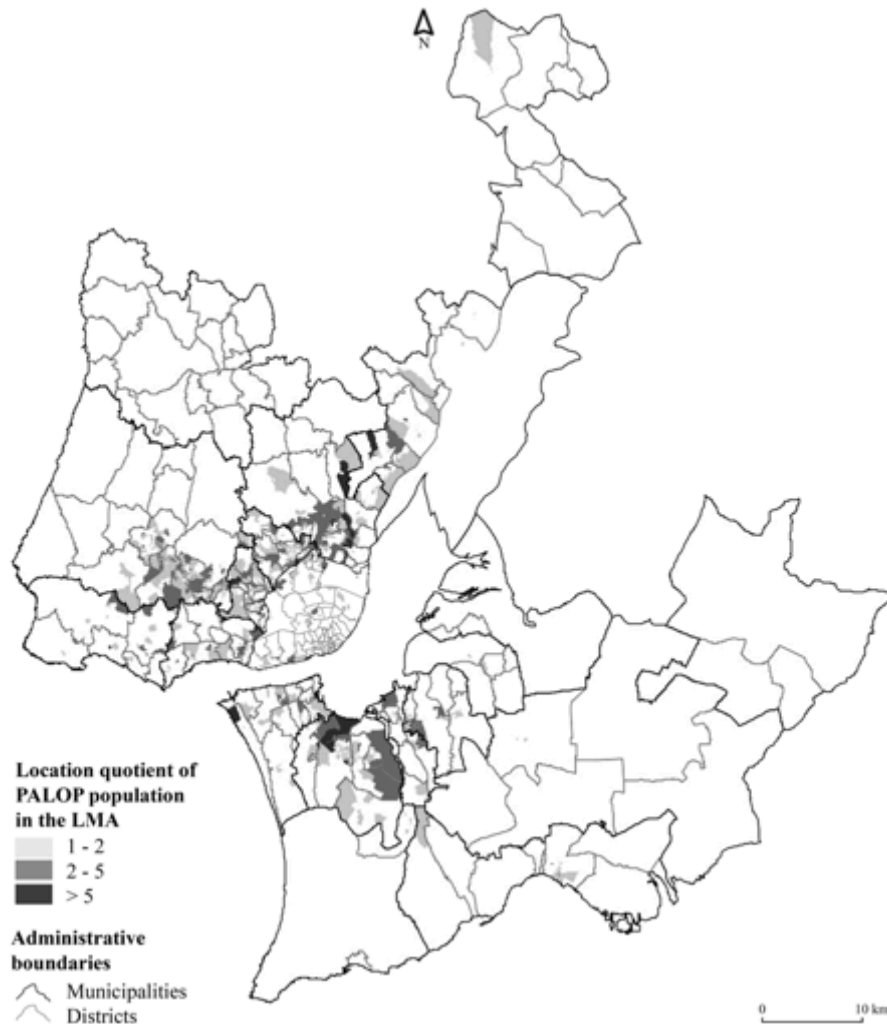 N
Location quotient of
PALOP population
in the LMA
1 - 2
2 - 5
> 5
Administrative
boundaries
Municipalities
Districts
0 10 km